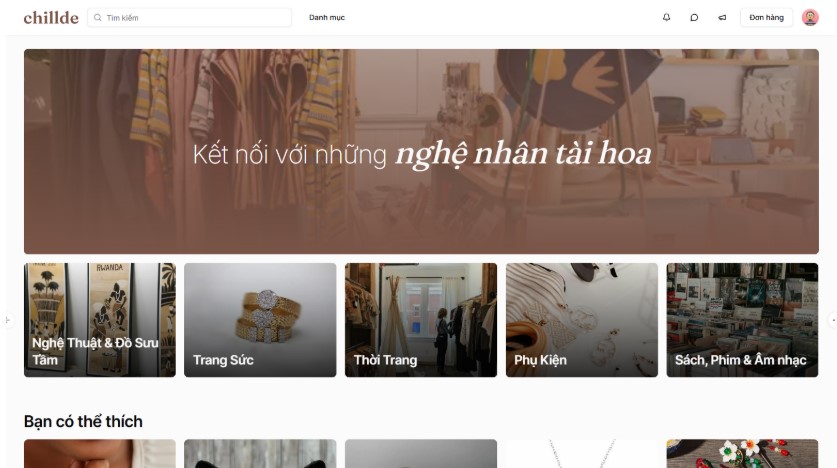 chillde
Tìm kiếm
Danh mục
Đơn hàng
Kết nối với những nghệ nhân tài hoa
RWANDA
Nghệ Thuật & Đồ Sưu
Tầm
Trang Sức
Thời Trang
Phụ Kiện
Sách, Phim & Âm nhạc
Bạn có thể thích